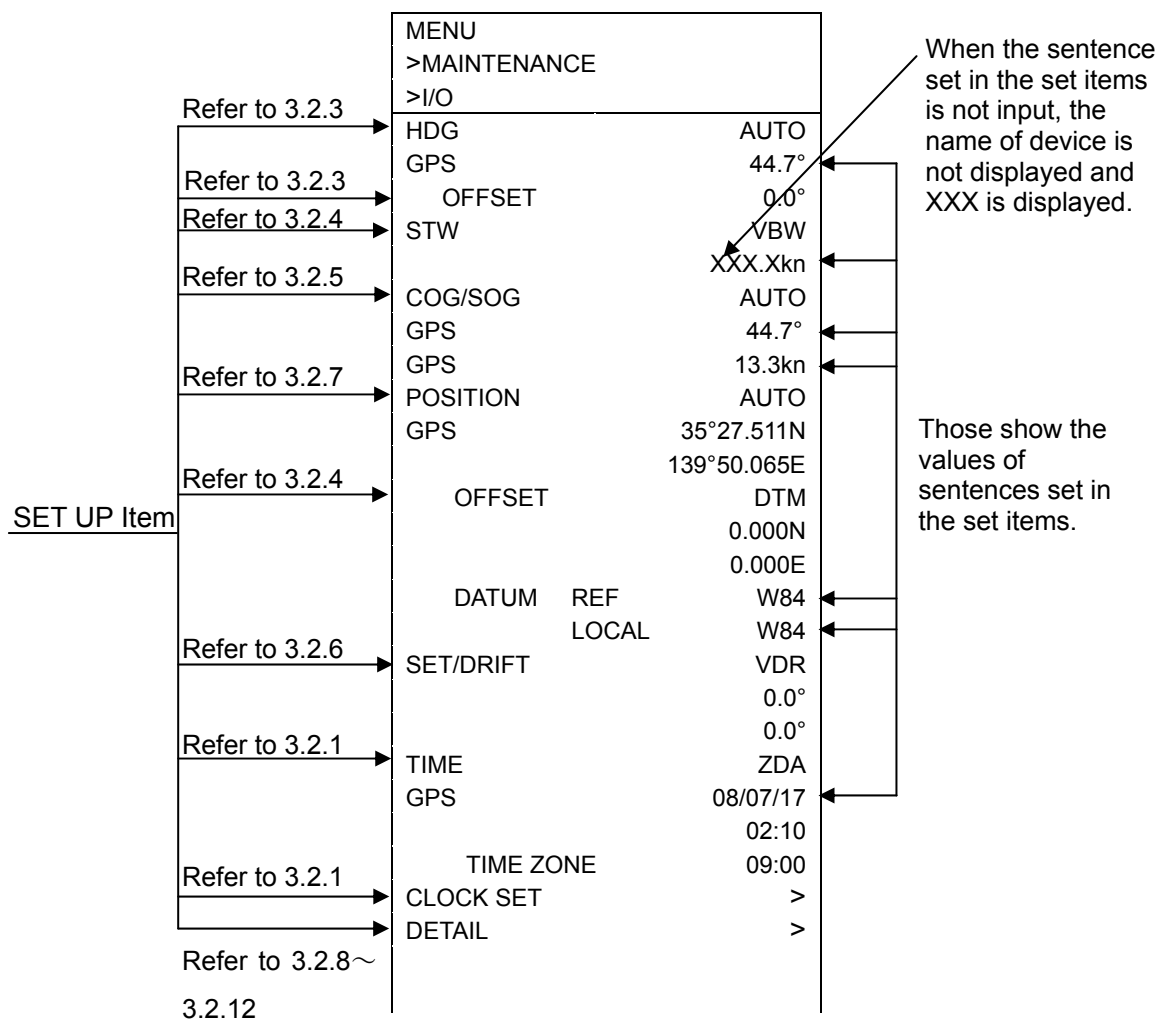 MENU
>MAINTENANCE
>I/O
When the sentence
set in the set items
is not input, the
name of device is
not displayed and
XXX is displayed.
Refer to 3.2.3
HDG AUTO
GPS 44.7°
Refer to 3.2.3
OFFSET 0.0°
Refer to 3.2.4
STW VBW
XXX.Xkn
Refer to 3.2.5
COG/SOG AUTO
GPS 44.7°
GPS 13.3kn
Refer to 3.2.7
POSITION AUTO
GPS 35°27.511N
139°50.065E
Those show the
values of
sentences set in
the set items.
Refer to 3.2.4
OFFSET DTM
SET UP Item
0.000N
0.000E
DATUM REF W84
LOCAL W84
Refer to 3.2.6
SET/DRIFT VDR
0.0°
0.0°
Refer to 3.2.1
TIME ZDA
GPS 08/07/17
02:10
TIME ZONE 09:00
Refer to 3.2.1
CLOCK SET >
DETAIL >
Refer to 3.2.8～
3.2.12